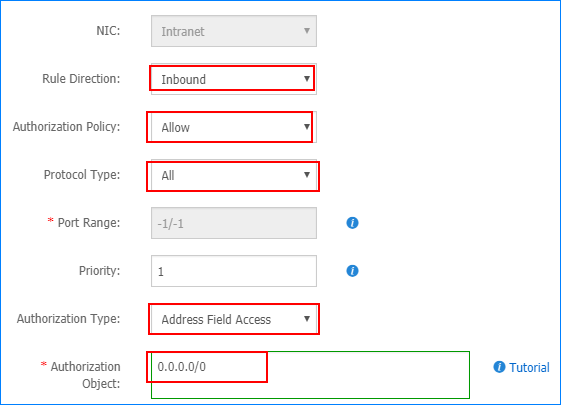 NIC: Intranet
Rule Direction: Inbound
Authorization Policy: Allow
Protocol Type: All
* Port Range: -1/-1 i
Priority: 1 i
Authorization Type: Address Field Access
* Authorization Object: 0.0.0.0/0 i Tutorial